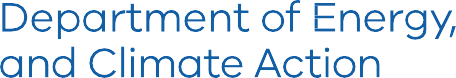 Department of Energy,
and Climate Action